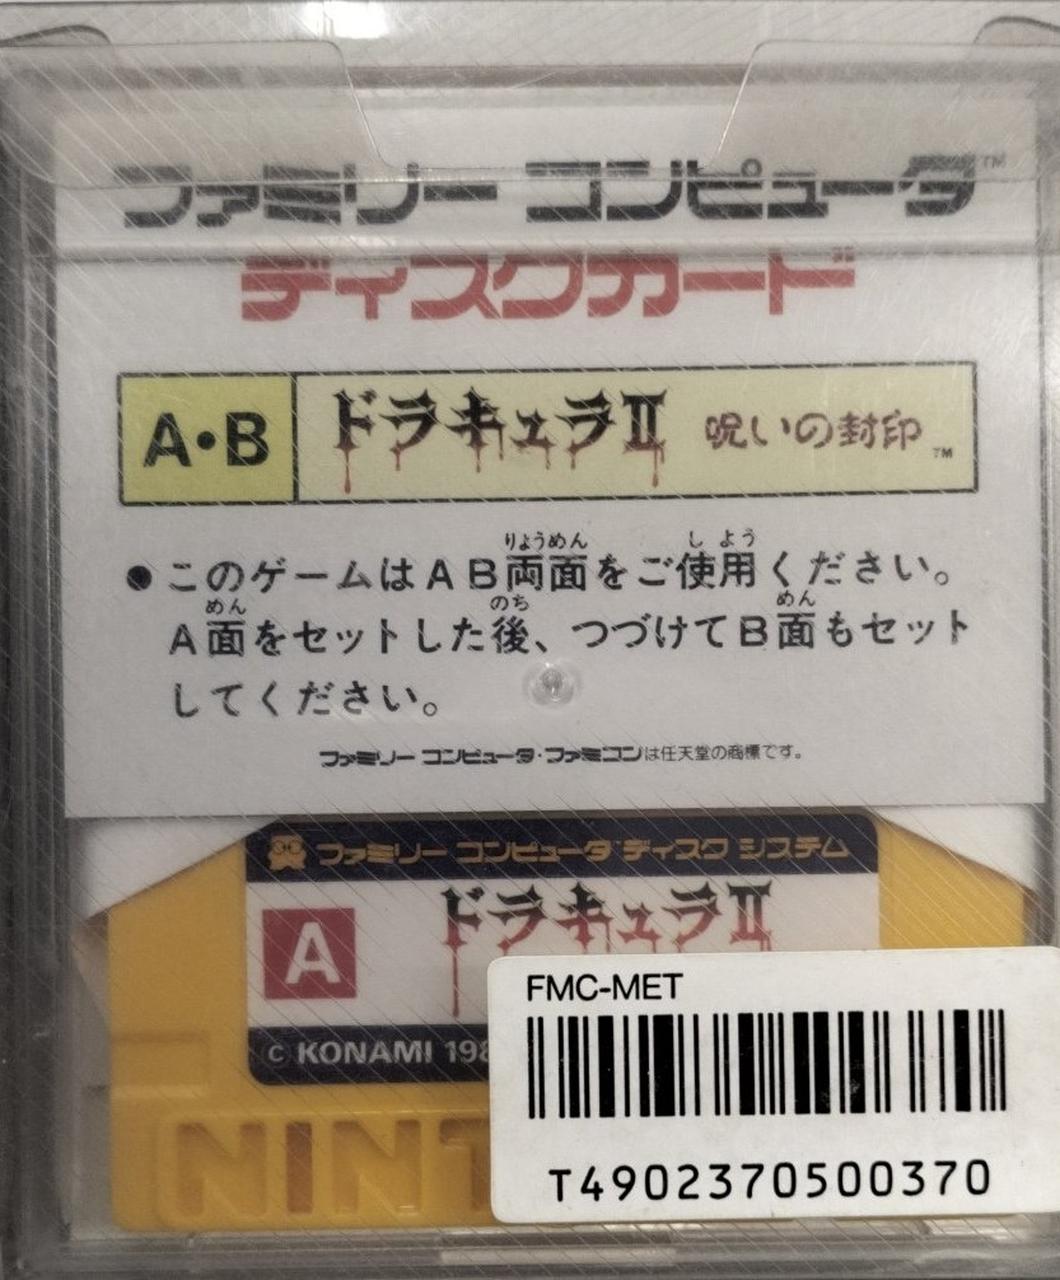 ファミリー コンピュータ™
ディスクカード
A・B
ドラキュラII 呪いの封印™
りょうめん しよう
●このゲームはAB両面をご使用ください。
めん のち めん
A面をセットした後、つづけてB面もセット
してください。
ファミリー コンピュータ・ファミコンは任天堂の商標です。
ファミリー コンピュータ ディスク システム
A
ドラキュラII
© KONAMI 198
FMC-MET
NINT
T4902370500370